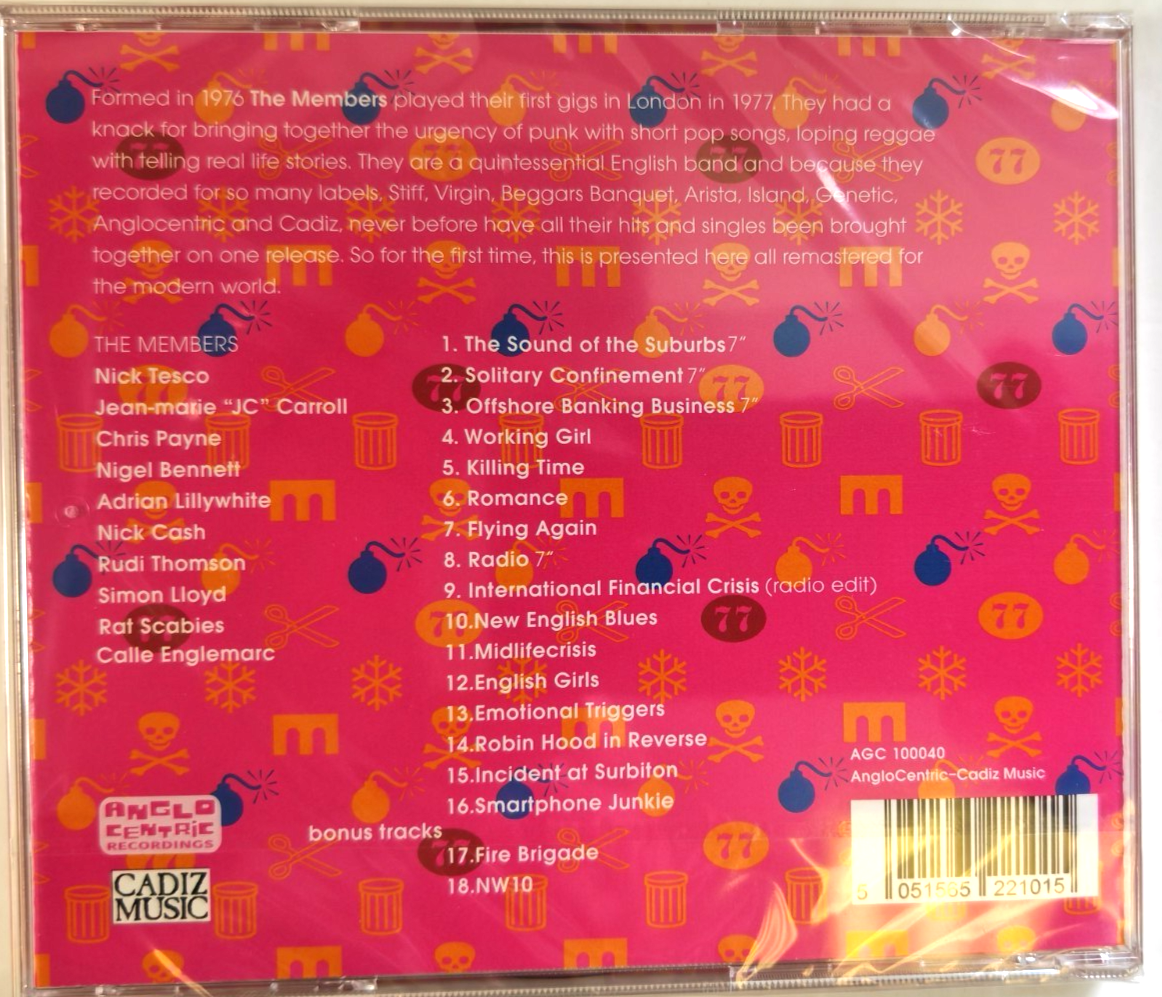 Formed in 1976 The Members played their first gigs in London in 1977. They had a
knack for bringing together the urgency of punk with short pop songs, loping reggae
with telling real life stories. They are a quintessential English band and because they
recorded for so many labels, Stiff, Virgin, Beggars Banquet, Arista, Island, Genetic,
Anglocentric and Cadiz, never before have all their hits and singles been brought
together on one release. So for the first time, this is presented here all remastered for
the modern world.
THE MEMBERS
Nick Tesco
Jean-marie “JC” Carroll
Chris Payne
Nigel Bennett
Adrian Lillywhite
Nick Cash
Rudi Thomson
Simon Lloyd
Rat Scabies
Calle Englemarc
1. The Sound of the Suburbs 7”
2. Solitary Confinement 7”
3. Offshore Banking Business 7”
4. Working Girl
5. Killing Time
6. Romance
7. Flying Again
8. Radio 7”
9. International Financial Crisis (radio edit)
10.New English Blues
11.Midlifecrisis
12.English Girls
13.Emotional Triggers
14.Robin Hood in Reverse
15.Incident at Surbiton
16.Smartphone Junkie
bonus tracks
17.Fire Brigade
18.NW10
ANGLO
CENTRIC
RECORDINGS
CADIZ
MUSIC
AGC 100040
AngloCentric-Cadiz Music
5 051565 221015